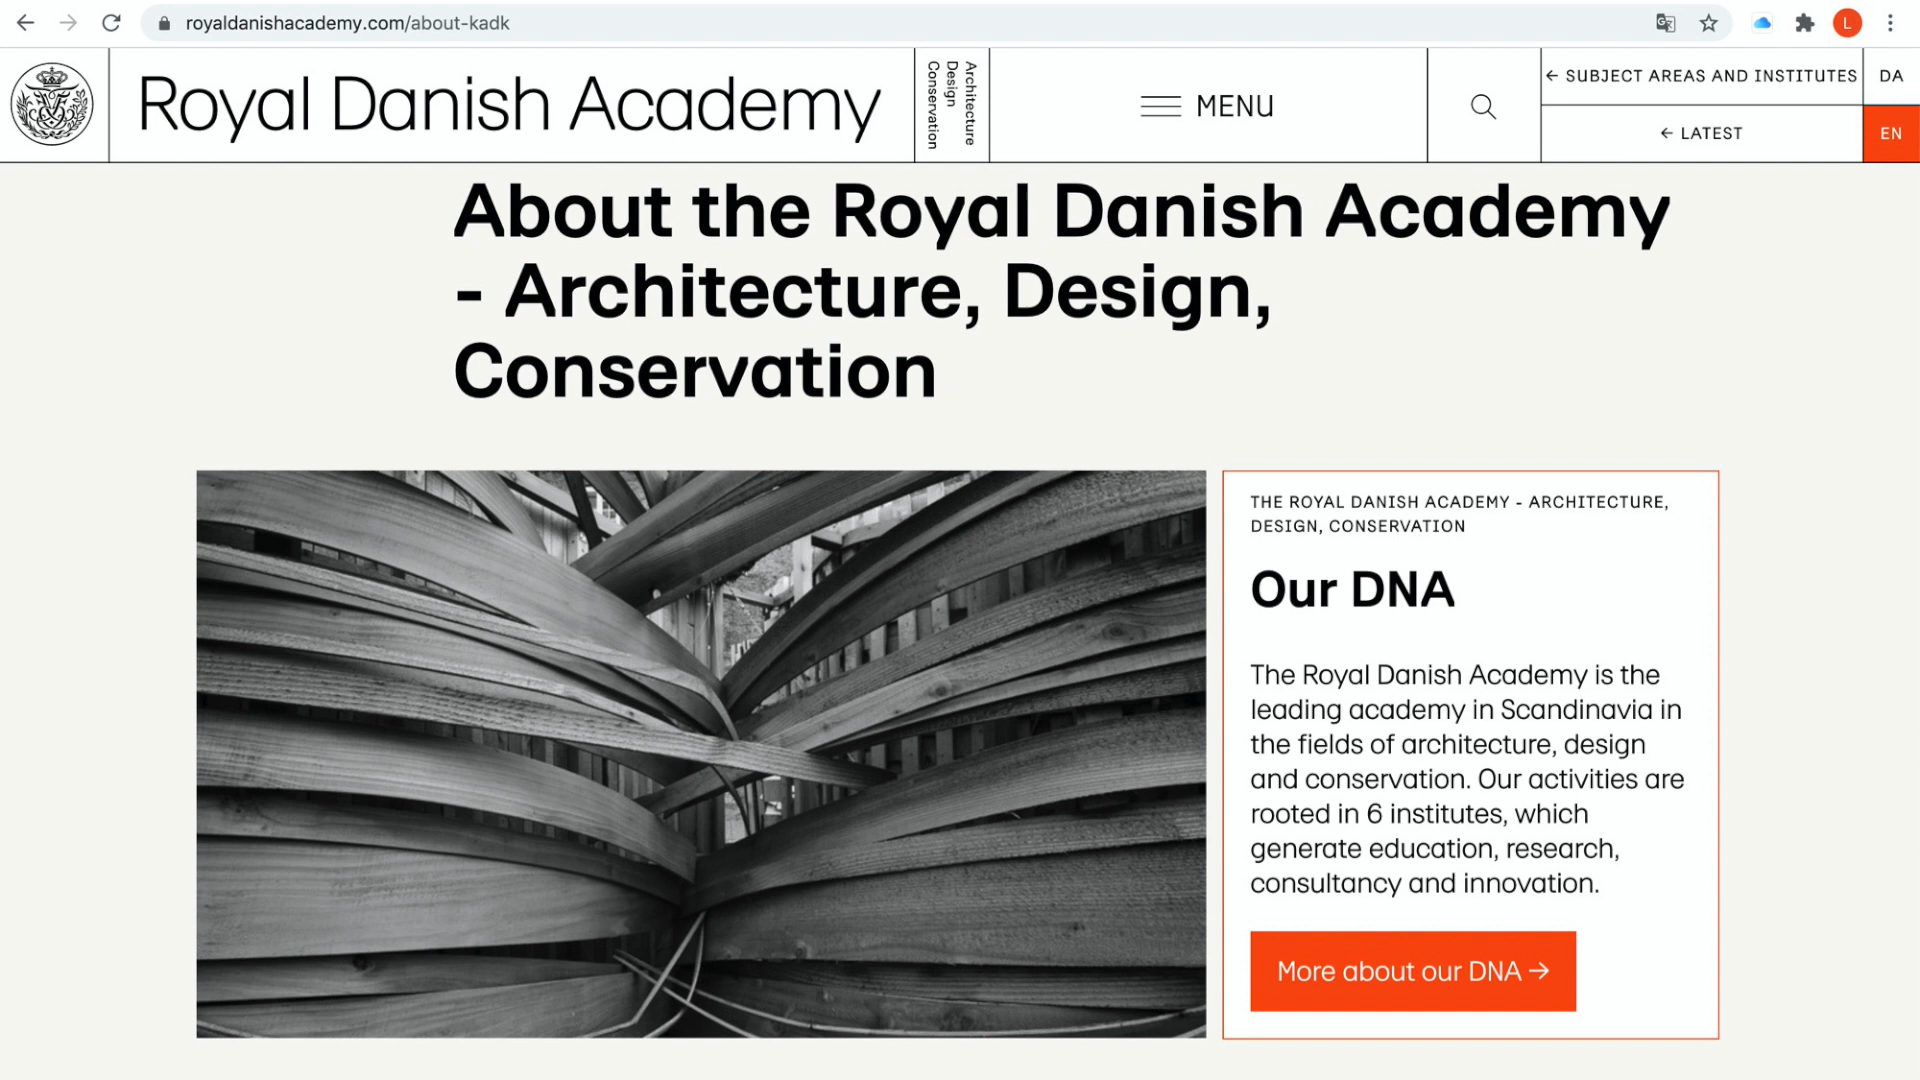 royaldanishacademy.com/about-kadk
L
Royal Danish Academy
Architecture
Design
Conservation
MENU
← SUBJECT AREAS AND INSTITUTES
DA
← LATEST
EN
About the Royal Danish Academy
- Architecture, Design,
Conservation
THE ROYAL DANISH ACADEMY - ARCHITECTURE,
DESIGN, CONSERVATION
Our DNA
The Royal Danish Academy is the
leading academy in Scandinavia in
the fields of architecture, design
and conservation. Our activities are
rooted in 6 institutes, which
generate education, research,
consultancy and innovation.
More about our DNA →